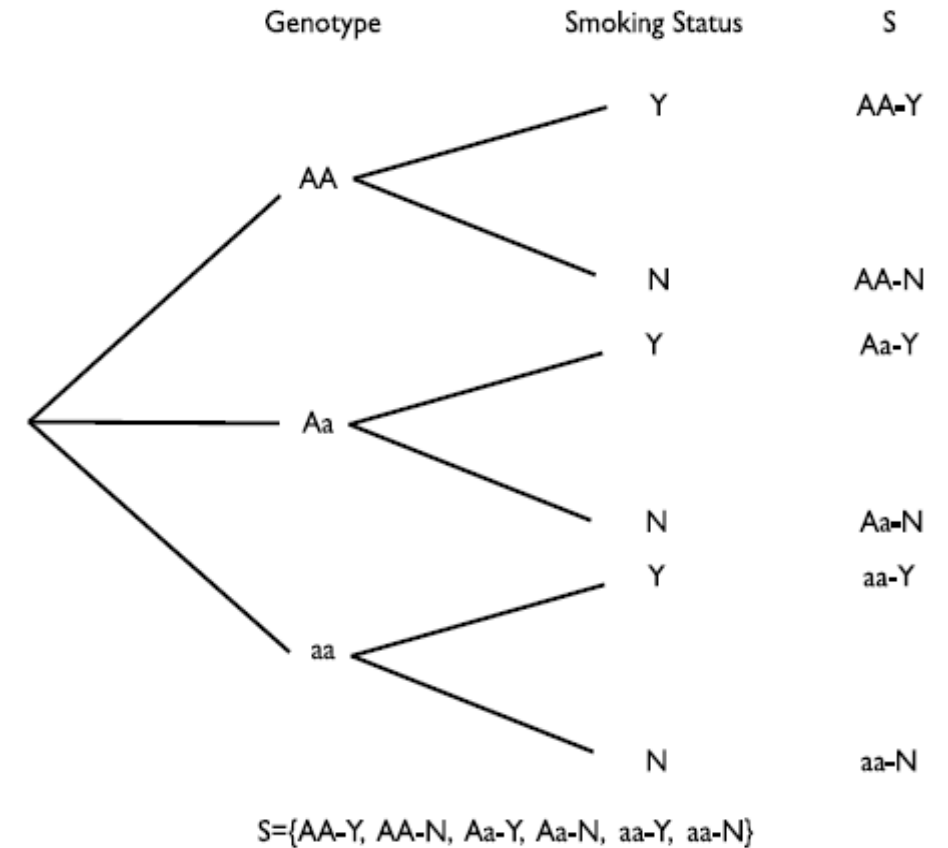 Genotype Smoking Status S
Y AA-Y
AA
N AA-N
Y Aa-Y
Aa
N Aa-N
Y aa-Y
aa
N aa-N
S={AA-Y, AA-N, Aa-Y, Aa-N, aa-Y, aa-N}